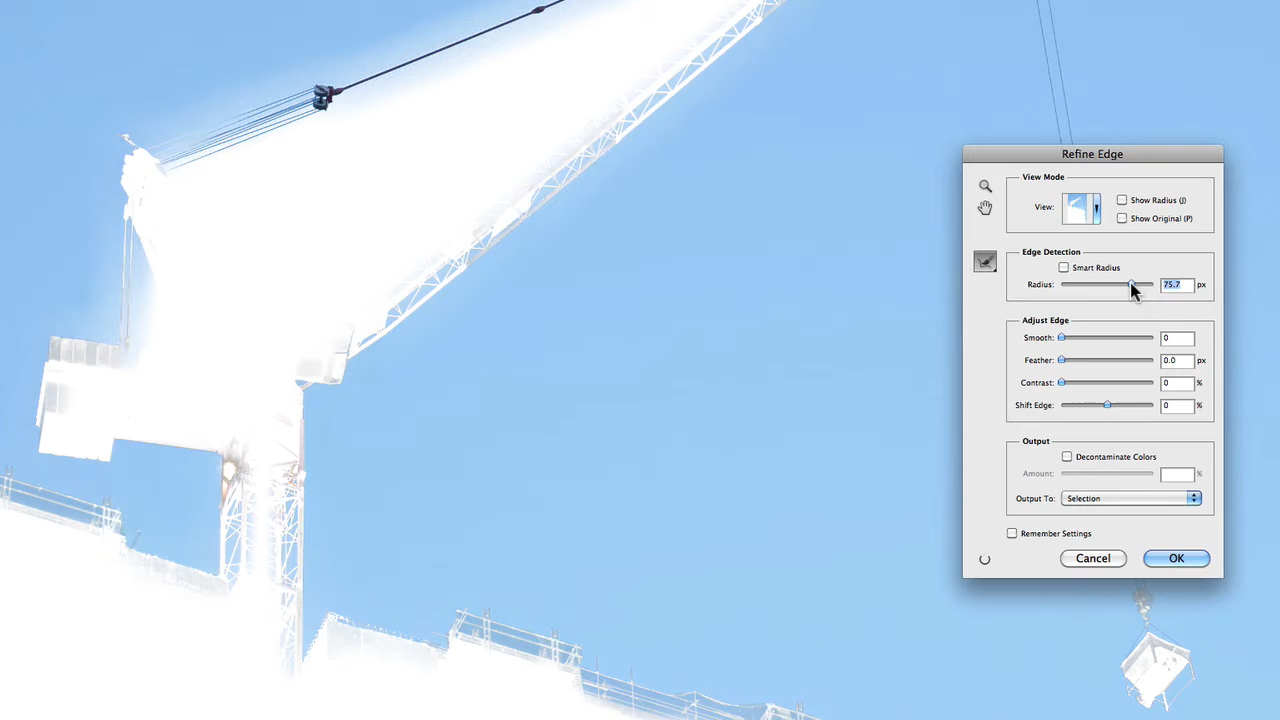 Refine Edge
View Mode
View:
Show Radius (J)
Show Original (P)
Edge Detection
Smart Radius
Radius: 75.7 px
Adjust Edge
Smooth: 0
Feather: 0.0 px
Contrast: 0 %
Shift Edge: 0 %
Output
Decontaminate Colors
Amount: %
Output To: Selection
Remember Settings
Cancel OK